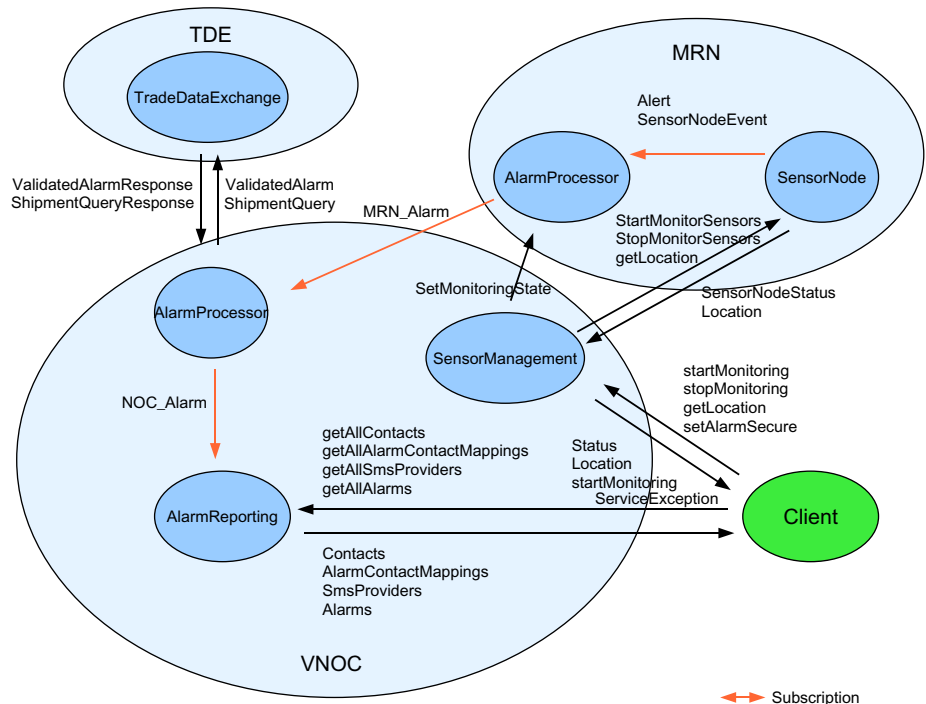 TDE
TradeDataExchange
MRN
Alert
SensorNodeEvent
AlarmProcessor
SensorNode
ValidatedAlarmResponse
ShipmentQueryResponse
ValidatedAlarm
ShipmentQuery
MRN_Alarm
StartMonitorSensors
StopMonitorSensors
getLocation
SetMonitoringState
SensorNodeStatus
Location
AlarmProcessor
SensorManagement
startMonitoring
stopMonitoring
getLocation
setAlarmSecure
NOC_Alarm
getAllContacts
getAllAlarmContactMappings
getAllSmsProviders
getAllAlarms
Status
Location
startMonitoring
ServiceException
AlarmReporting
Client
Contacts
AlarmContactMappings
SmsProviders
Alarms
VNOC
Subscription